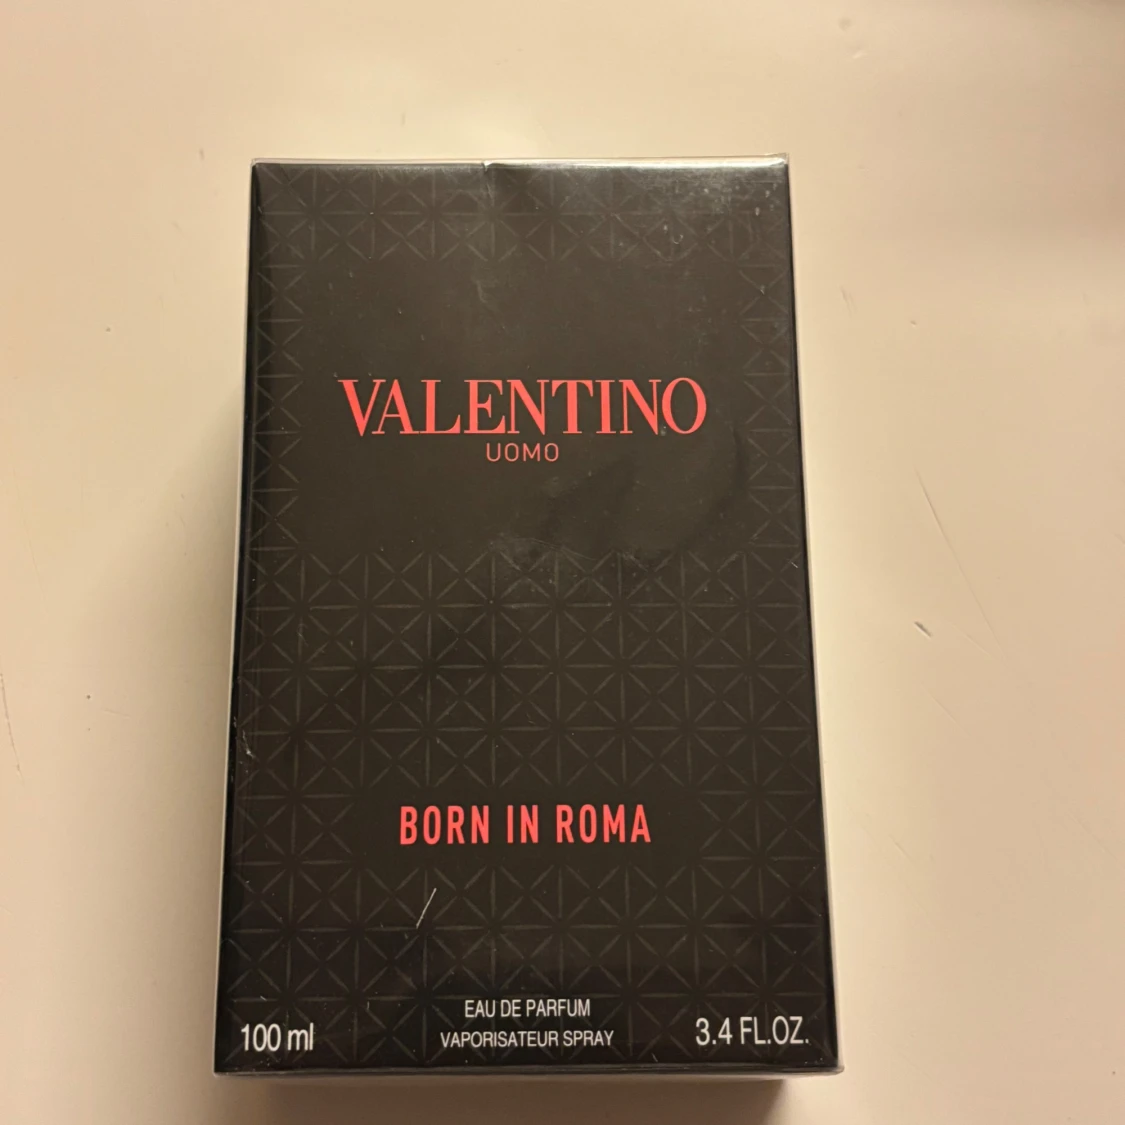 VALENTINO
UOMO
BORN IN ROMA
EAU DE PARFUM
100 ml VAPORISATEUR SPRAY 3.4 FL.OZ.